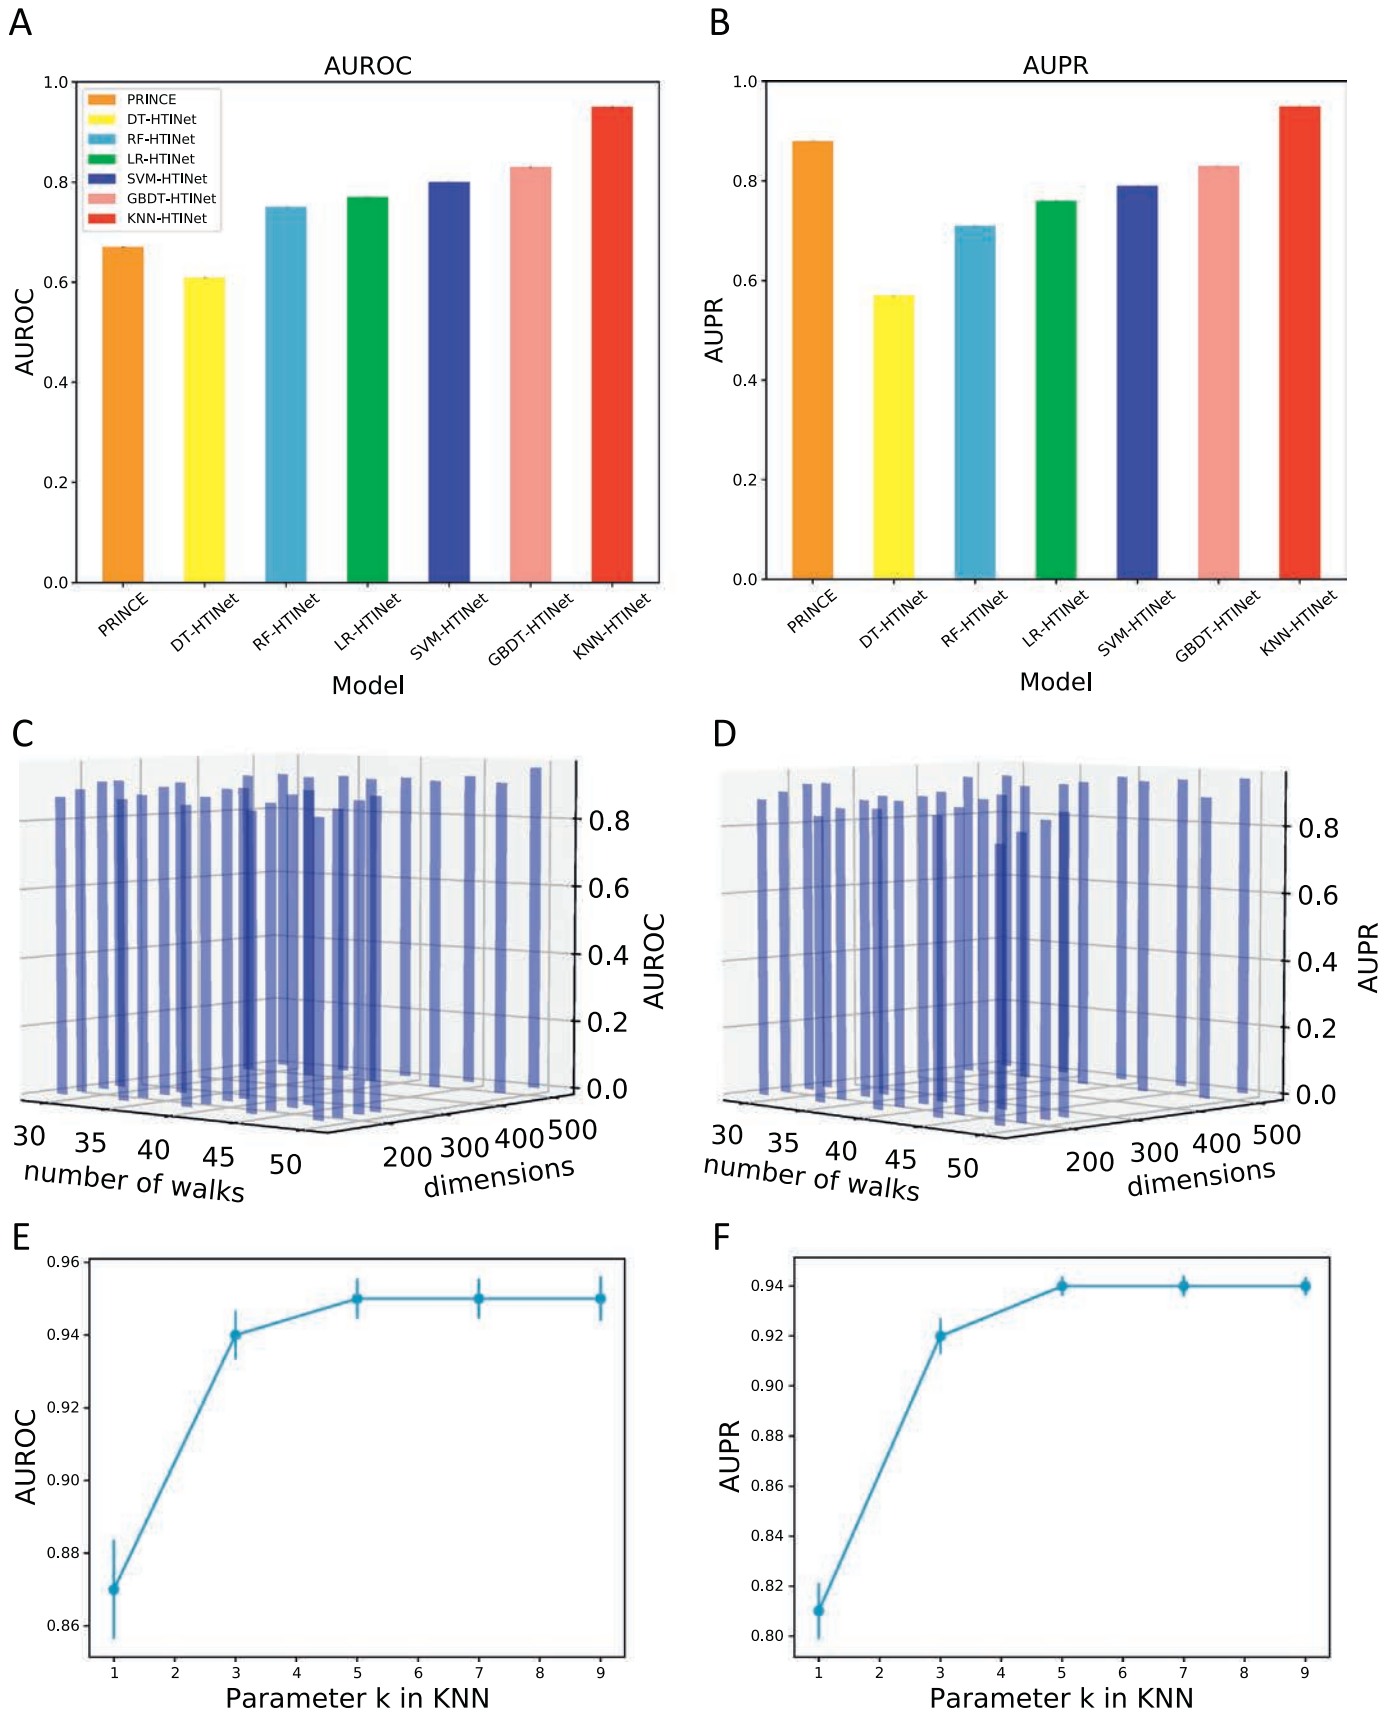 A
B
AUROC
AUPR
1.0
0.8
0.6
0.4
0.2
0.0
AUROC
PRINCE
DT-HTINet
RF-HTINet
LR-HTINet
SVM-HTINet
GBDT-HTINet
KNN-HTINet
PRINCE
DT-HTINet
RF-HTINet
LR-HTINet
SVM-HTINet
GBDT-HTINet
KNN-HTINet
Model
1.0
0.8
0.6
0.4
0.2
0.0
AUPR
PRINCE
DT-HTINet
RF-HTINet
LR-HTINet
SVM-HTINet
GBDT-HTINet
KNN-HTINet
Model
C
0.8
0.6
0.4
0.2
0.0
AUROC
30 35 40 45 50
number of walks
200 300 400 500
dimensions
D
0.8
0.6
0.4
0.2
0.0
AUPR
30 35 40 45 50
number of walks
200 300 400 500
dimensions
E
0.96
0.94
0.92
0.90
0.88
0.86
AUROC
1 2 3 4 5 6 7 8 9
Parameter k in KNN
F
0.94
0.92
0.90
0.88
0.86
0.84
0.82
0.80
AUPR
1 2 3 4 5 6 7 8 9
Parameter k in KNN